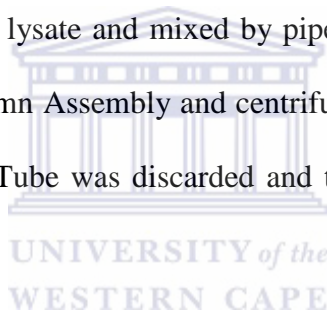 lysate and mixed by pipe
mn Assembly and centrifu
Tube was discarded and t
UNIVERSITY of the
WESTERN CAPE